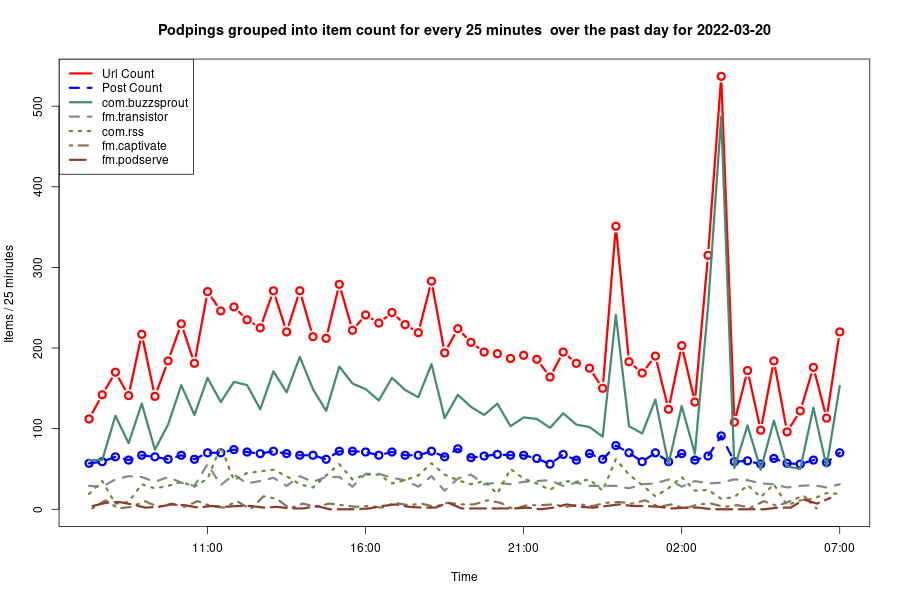 Podpings grouped into item count for every 25 minutes  over the past day for 2022-03-20
Url Count
Post Count
com.buzzsprout
fm.transistor
com.rss
fm.captivate
fm.podserve
Items / 25 minutes
500
400
300
200
100
0
11:00 16:00 21:00 02:00 07:00
Time